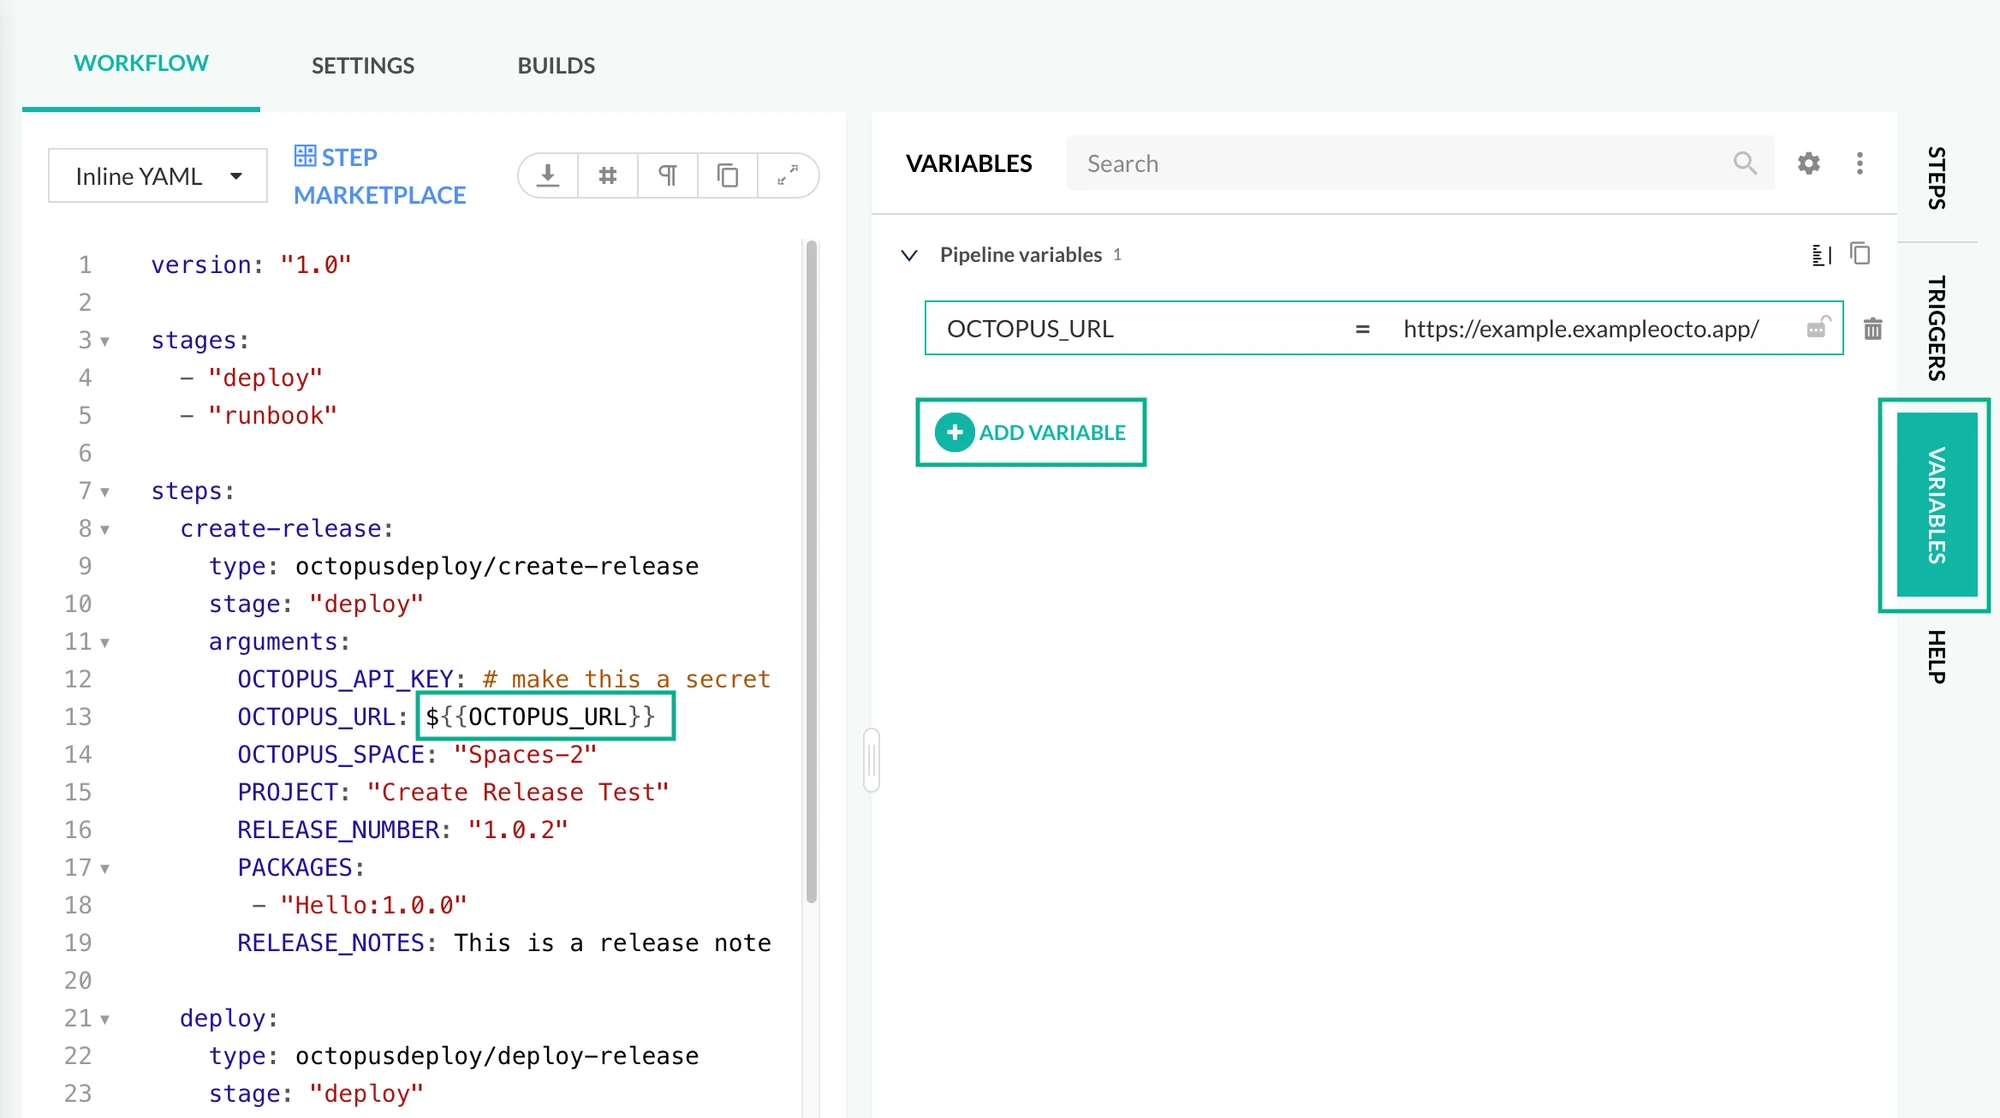 WORKFLOW
SETTINGS
BUILDS
Inline YAML
STEP
MARKETPLACE
1 version: "1.0"
2
3 stages:
4 - "deploy"
5 - "runbook"
6
7 steps:
8 create-release:
9 type: octopusdeploy/create-release
10 stage: "deploy"
11 arguments:
12 OCTOPUS_API_KEY: # make this a secret
13 OCTOPUS_URL: ${{OCTOPUS_URL}}
14 OCTOPUS_SPACE: "Spaces-2"
15 PROJECT: "Create Release Test"
16 RELEASE_NUMBER: "1.0.2"
17 PACKAGES:
18 - "Hello:1.0.0"
19 RELEASE_NOTES: This is a release note
20
21 deploy:
22 type: octopusdeploy/deploy-release
23 stage: "deploy"
VARIABLES
Search
Pipeline variables 1
OCTOPUS_URL = https://example.exampleocto.app/
ADD VARIABLE
STEPS
TRIGGERS
VARIABLES
HELP